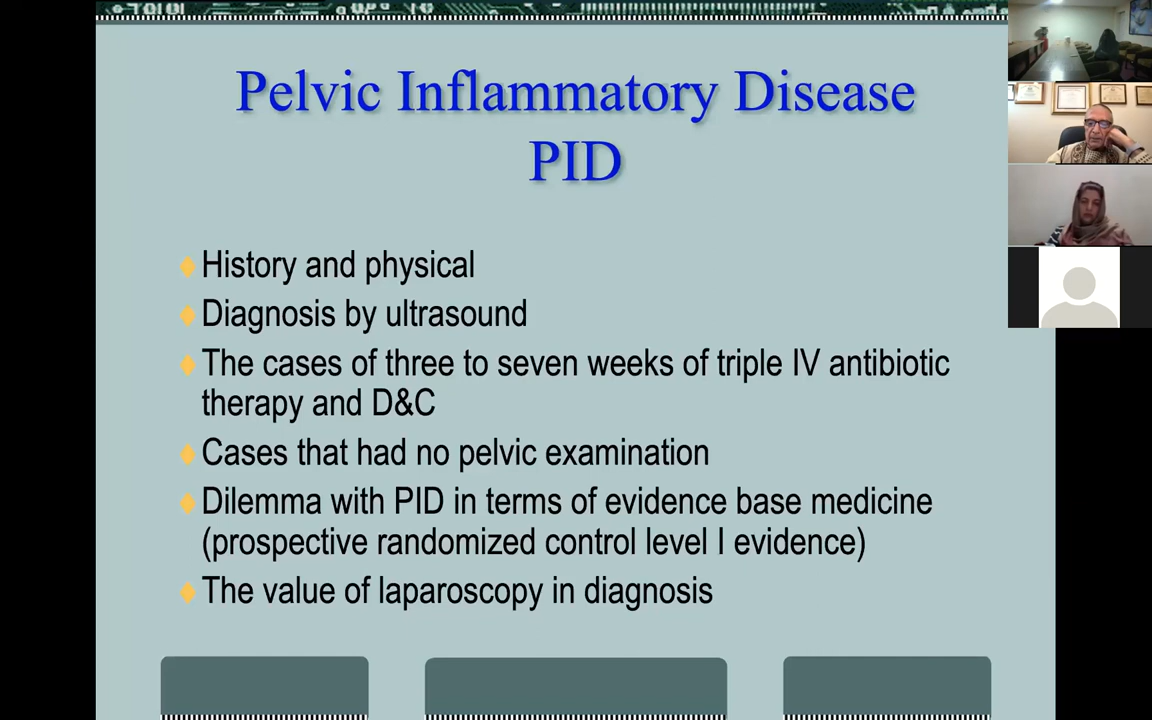 Pelvic Inflammatory Disease
PID
History and physical
Diagnosis by ultrasound
The cases of three to seven weeks of triple IV antibiotic
therapy and D&C
Cases that had no pelvic examination
Dilemma with PID in terms of evidence base medicine
(prospective randomized control level I evidence)
The value of laparoscopy in diagnosis